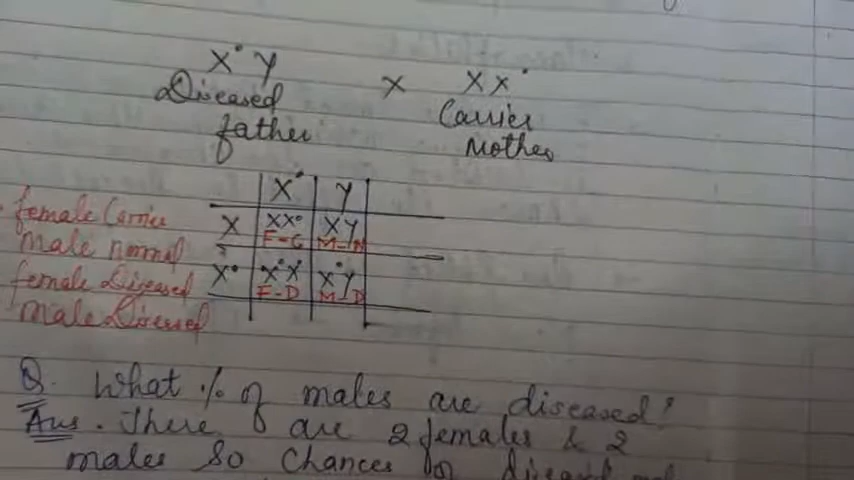 X° Y × X X°
Diseased Carrier
father Mother
X° Y
female Carrier X XX° XY
F-C M-N
male normal
female Diseased X° X°X° X°Y
F-D M-D
male Diseased
Q. What % of males are diseased?
Ans. There are 2 females & 2
males So Chances of